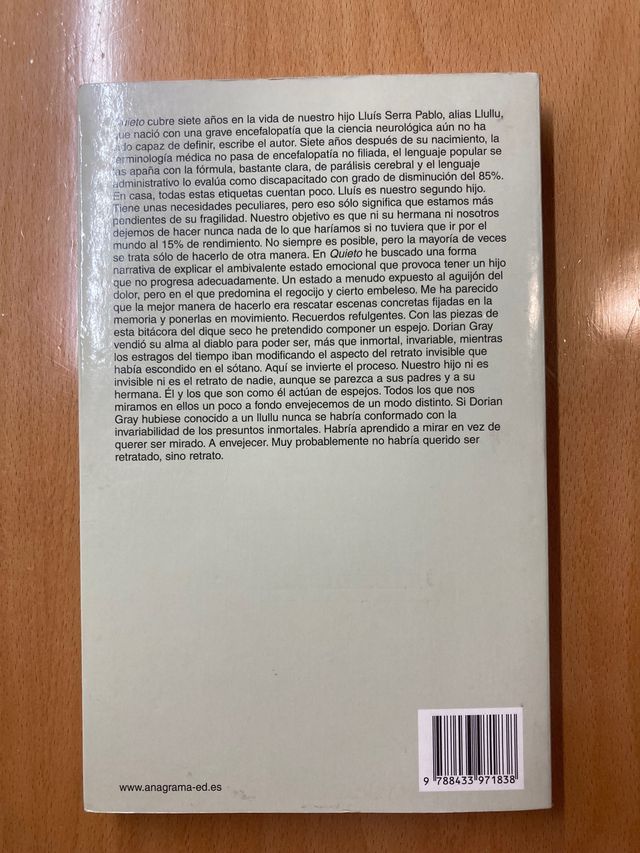 Quieto cubre siete años en la vida de nuestro hijo Lluís Serra Pablo, alias Llullu,
que nació con una grave encefalopatía que la ciencia neurológica aún no ha
sido capaz de definir, escribe el autor. Siete años después de su nacimiento, la
terminología médica no pasa de encefalopatía no filiada, el lenguaje popular se
las apaña con la fórmula, bastante clara, de parálisis cerebral y el lenguaje
administrativo lo evalúa como discapacitado con grado de disminución del 85%.
En casa, todas estas etiquetas cuentan poco. Lluís es nuestro segundo hijo.
Tiene unas necesidades peculiares, pero eso sólo significa que estamos más
pendientes de su fragilidad. Nuestro objetivo es que ni su hermana ni nosotros
dejemos de hacer nunca nada de lo que haríamos si no tuviera que ir por el
mundo al 15% de rendimiento. No siempre es posible, pero la mayoría de veces
se trata sólo de hacerlo de otra manera. En Quieto he buscado una forma
narrativa de explicar el ambivalente estado emocional que provoca tener un hijo
que no progresa adecuadamente. Un estado a menudo expuesto al aguijón del
dolor, pero en el que predomina el regocijo y cierto embeleso. Me ha parecido
que la mejor manera de hacerlo era rescatar escenas concretas fijadas en la
memoria y ponerlas en movimiento. Recuerdos refulgentes. Con las piezas de
esta bitácora del dique seco he pretendido componer un espejo. Dorian Gray
vendió su alma al diablo para poder ser, más que inmortal, invariable, mientras
los estragos del tiempo iban modificando el aspecto del retrato invisible que
había escondido en el sótano. Aquí se invierte el proceso. Nuestro hijo ni es
invisible ni es el retrato de nadie, aunque se parezca a sus padres y a su
hermana. Él y los que son como él actúan de espejos. Todos los que nos
miramos en ellos un poco a fondo envejecemos de un modo distinto. Si Dorian
Gray hubiese conocido a un llullu nunca se habría conformado con la
invariabilidad de los presuntos inmortales. Habría aprendido a mirar en vez de
querer ser mirado. A envejecer. Muy probablemente no habría querido ser
retratado, sino retrato.
www.anagrama-ed.es
9 788433 971838